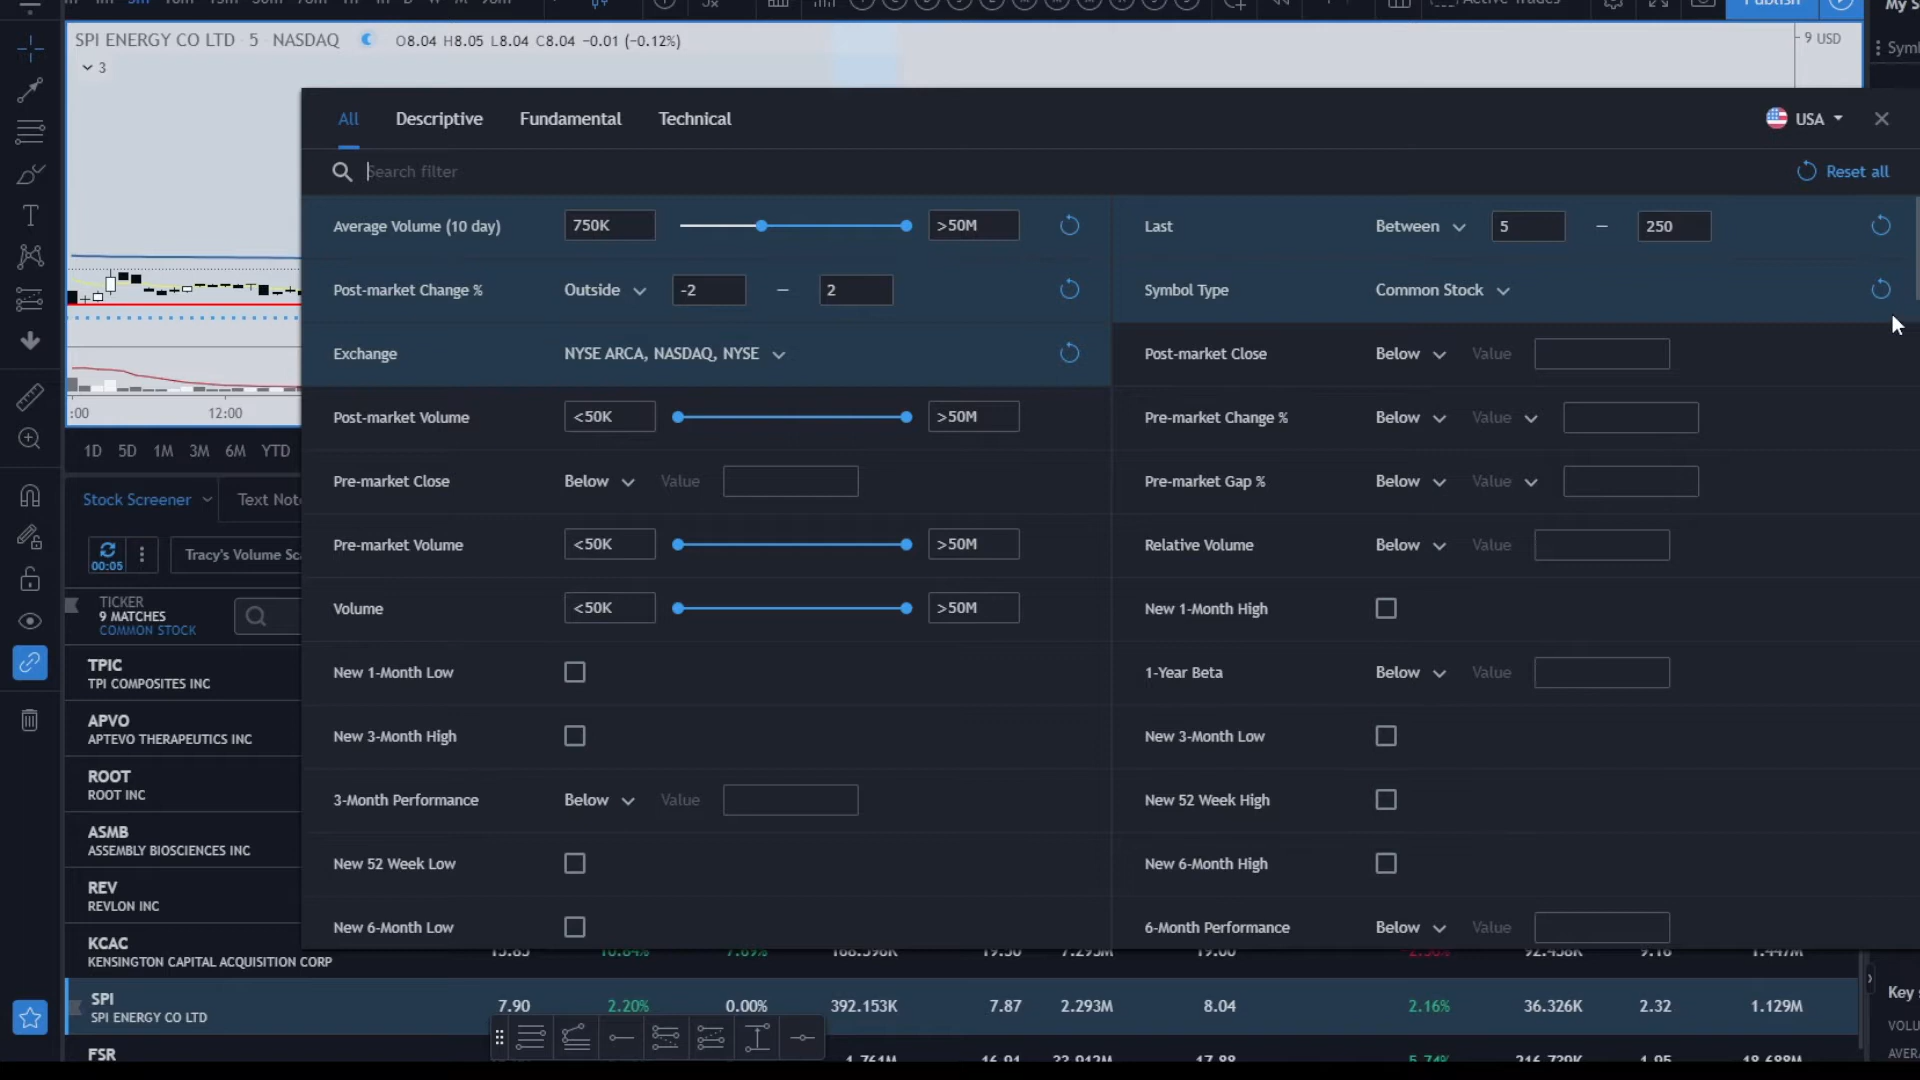 Publish
My S
SPI ENERGY CO LTD 5 NASDAQ O8.04 H8.05 L8.04 C8.04 -0.01 (-0.12%)
9 USD
Sym
3
All Descriptive Fundamental Technical
USA
Search filter
Reset all
Average Volume (10 day) 750K >50M
Last Between 5 – 250
Post-market Change % Outside -2 – 2
Symbol Type Common Stock
Exchange NYSE ARCA, NASDAQ, NYSE
Post-market Close Below Value
Post-market Volume <50K >50M
Pre-market Change % Below Value
Pre-market Close Below Value
Pre-market Gap % Below Value
Pre-market Volume <50K >50M
Relative Volume Below Value
Volume <50K >50M
New 1-Month High
New 1-Month Low
1-Year Beta Below Value
New 3-Month High
New 3-Month Low
3-Month Performance Below Value
New 52 Week High
New 52 Week Low
New 6-Month High
New 6-Month Low
6-Month Performance Below Value
:00 12:00
1D 5D 1M 3M 6M YTD
Stock Screener Text Not
00:05
Tracy's Volume Sc
TICKER
9 MATCHES
COMMON STOCK
TPIC
TPI COMPOSITES INC
APVO
APTEVO THERAPEUTICS INC
ROOT
ROOT INC
ASMB
ASSEMBLY BIOSCIENCES INC
REV
REVLON INC
KCAC
KENSINGTON CAPITAL ACQUISITION CORP
SPI
SPI ENERGY CO LTD
7.90 2.20% 0.00% 392.153K 7.87 2.293M 8.04 2.16% 36.326K 2.32 1.129M
FSR
Key
VOLU
AVER